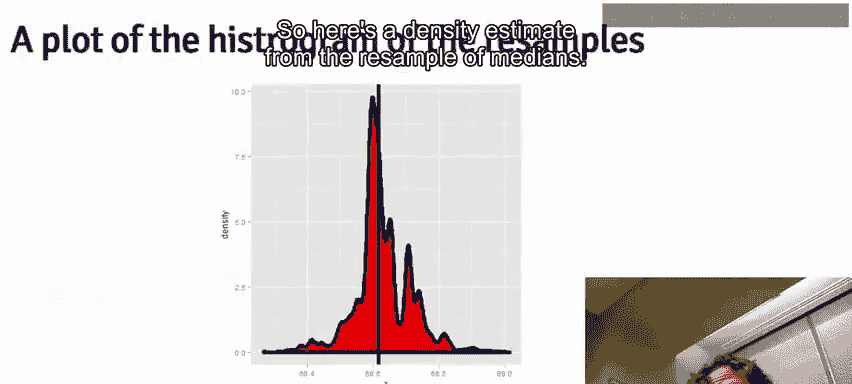 A plot of the histrogram of the resamples
So here's a density estimate
from the resample of medians.
10.0
7.5
5.0
2.5
0.0
density
68.4
68.6
68.8
69.0